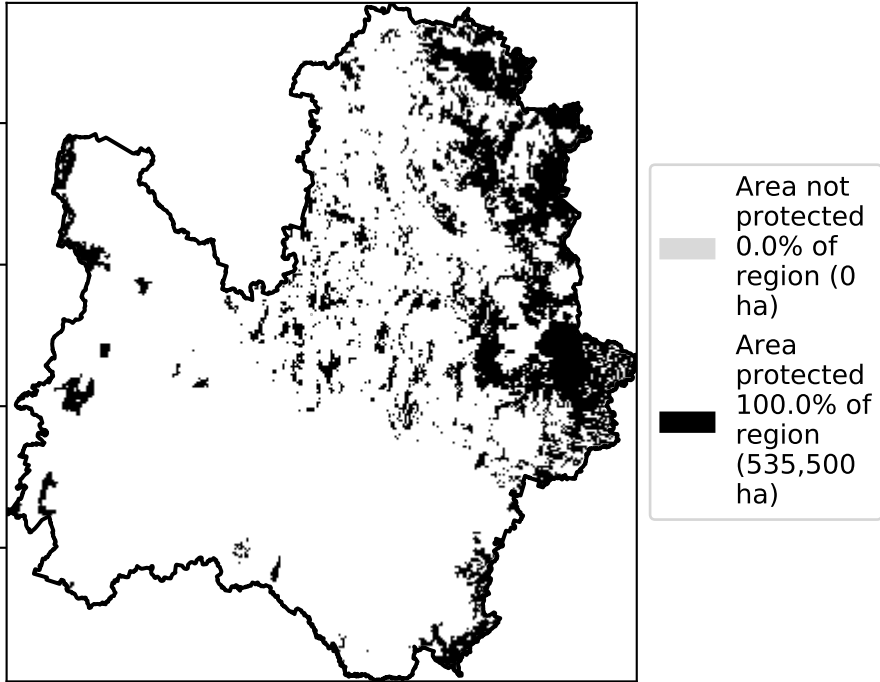 Area not
protected
0.0% of
region (0
ha)
Area
protected
100.0% of
region
(535,500
ha)